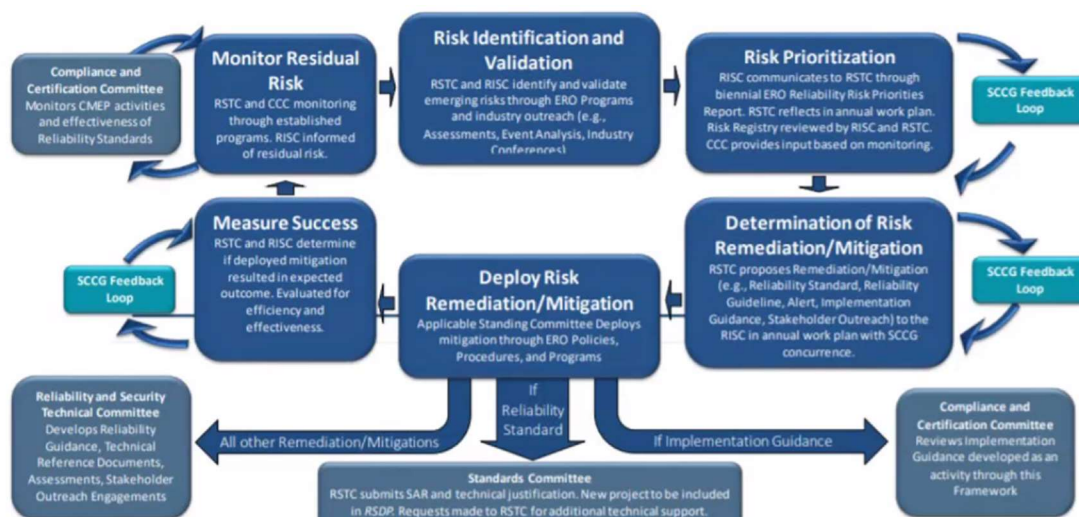 Compliance and
Certification Committee
Monitors CMEP activities
and effectiveness of
Reliability Standards
Monitor Residual
Risk
RSTC and CCC monitoring
through established
programs. RISC informed
of residual risk.
Risk Identification and
Validation
RSTC and RISC identify and validate
emerging risks through ERO Programs
and industry outreach (e.g.,
Assessments, Event Analysis, Industry
Conferences)
Risk Prioritization
RISC communicates to RSTC through
biennial ERO Reliability Risk Priorities
Report. RSTC reflects in annual work plan.
Risk Registry reviewed by RISC and RSTC.
CCC provides input based on monitoring.
SCCG Feedback
Loop
Determination of Risk
Remediation/Mitigation
RSTC proposes Remediation/Mitigation
(e.g., Reliability Standard, Reliability
Guideline, Alert, Implementation
Guidance, Stakeholder Outreach) to the
RISC in annual work plan with SCCG
concurrence.
SCCG Feedback
Loop
Deploy Risk
Remediation/Mitigation
Applicable Standing Committee Deploys
mitigation through ERO Policies,
Procedures, and Programs
Measure Success
RSTC and RISC determine
if deployed mitigation
resulted in expected
outcome. Evaluated for
efficiency and
effectiveness.
SCCG Feedback
Loop
Reliability and Security
Technical Committee
Develops Reliability
Guidance, Technical
Reference Documents,
Assessments, Stakeholder
Outreach Engagements
All other Remediation/Mitigations
If
Reliability
Standard
If Implementation Guidance
Standards Committee
RSTC submits SAR and technical justification. New project to be included
in RSDP. Requests made to RSTC for additional technical support.
Compliance and
Certification Committee
Reviews Implementation
Guidance developed as an
activity through this
Framework